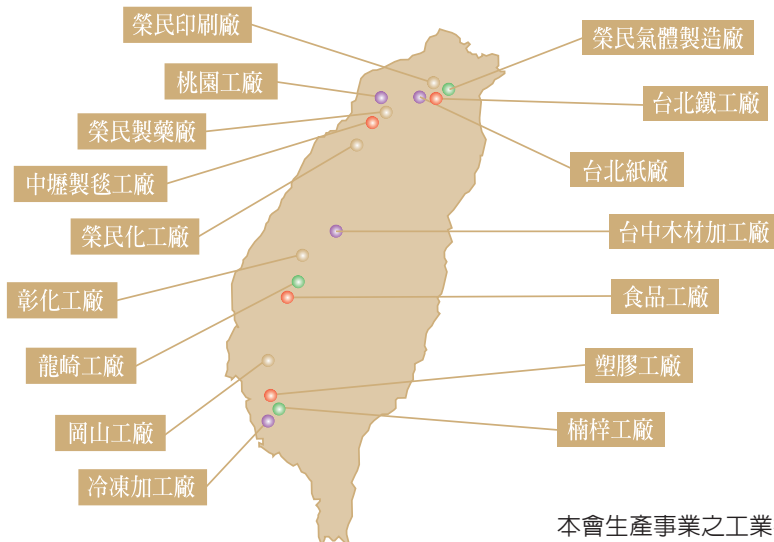 榮民印刷廠
榮民氣體製造廠
桃園工廠
台北鐵工廠
榮民製藥廠
台北紙廠
中壢製毯工廠
榮民化工廠
台中木材加工廠
彰化工廠
食品工廠
龍崎工廠
塑膠工廠
岡山工廠
楠梓工廠
冷凍加工廠
本會生產事業之工業